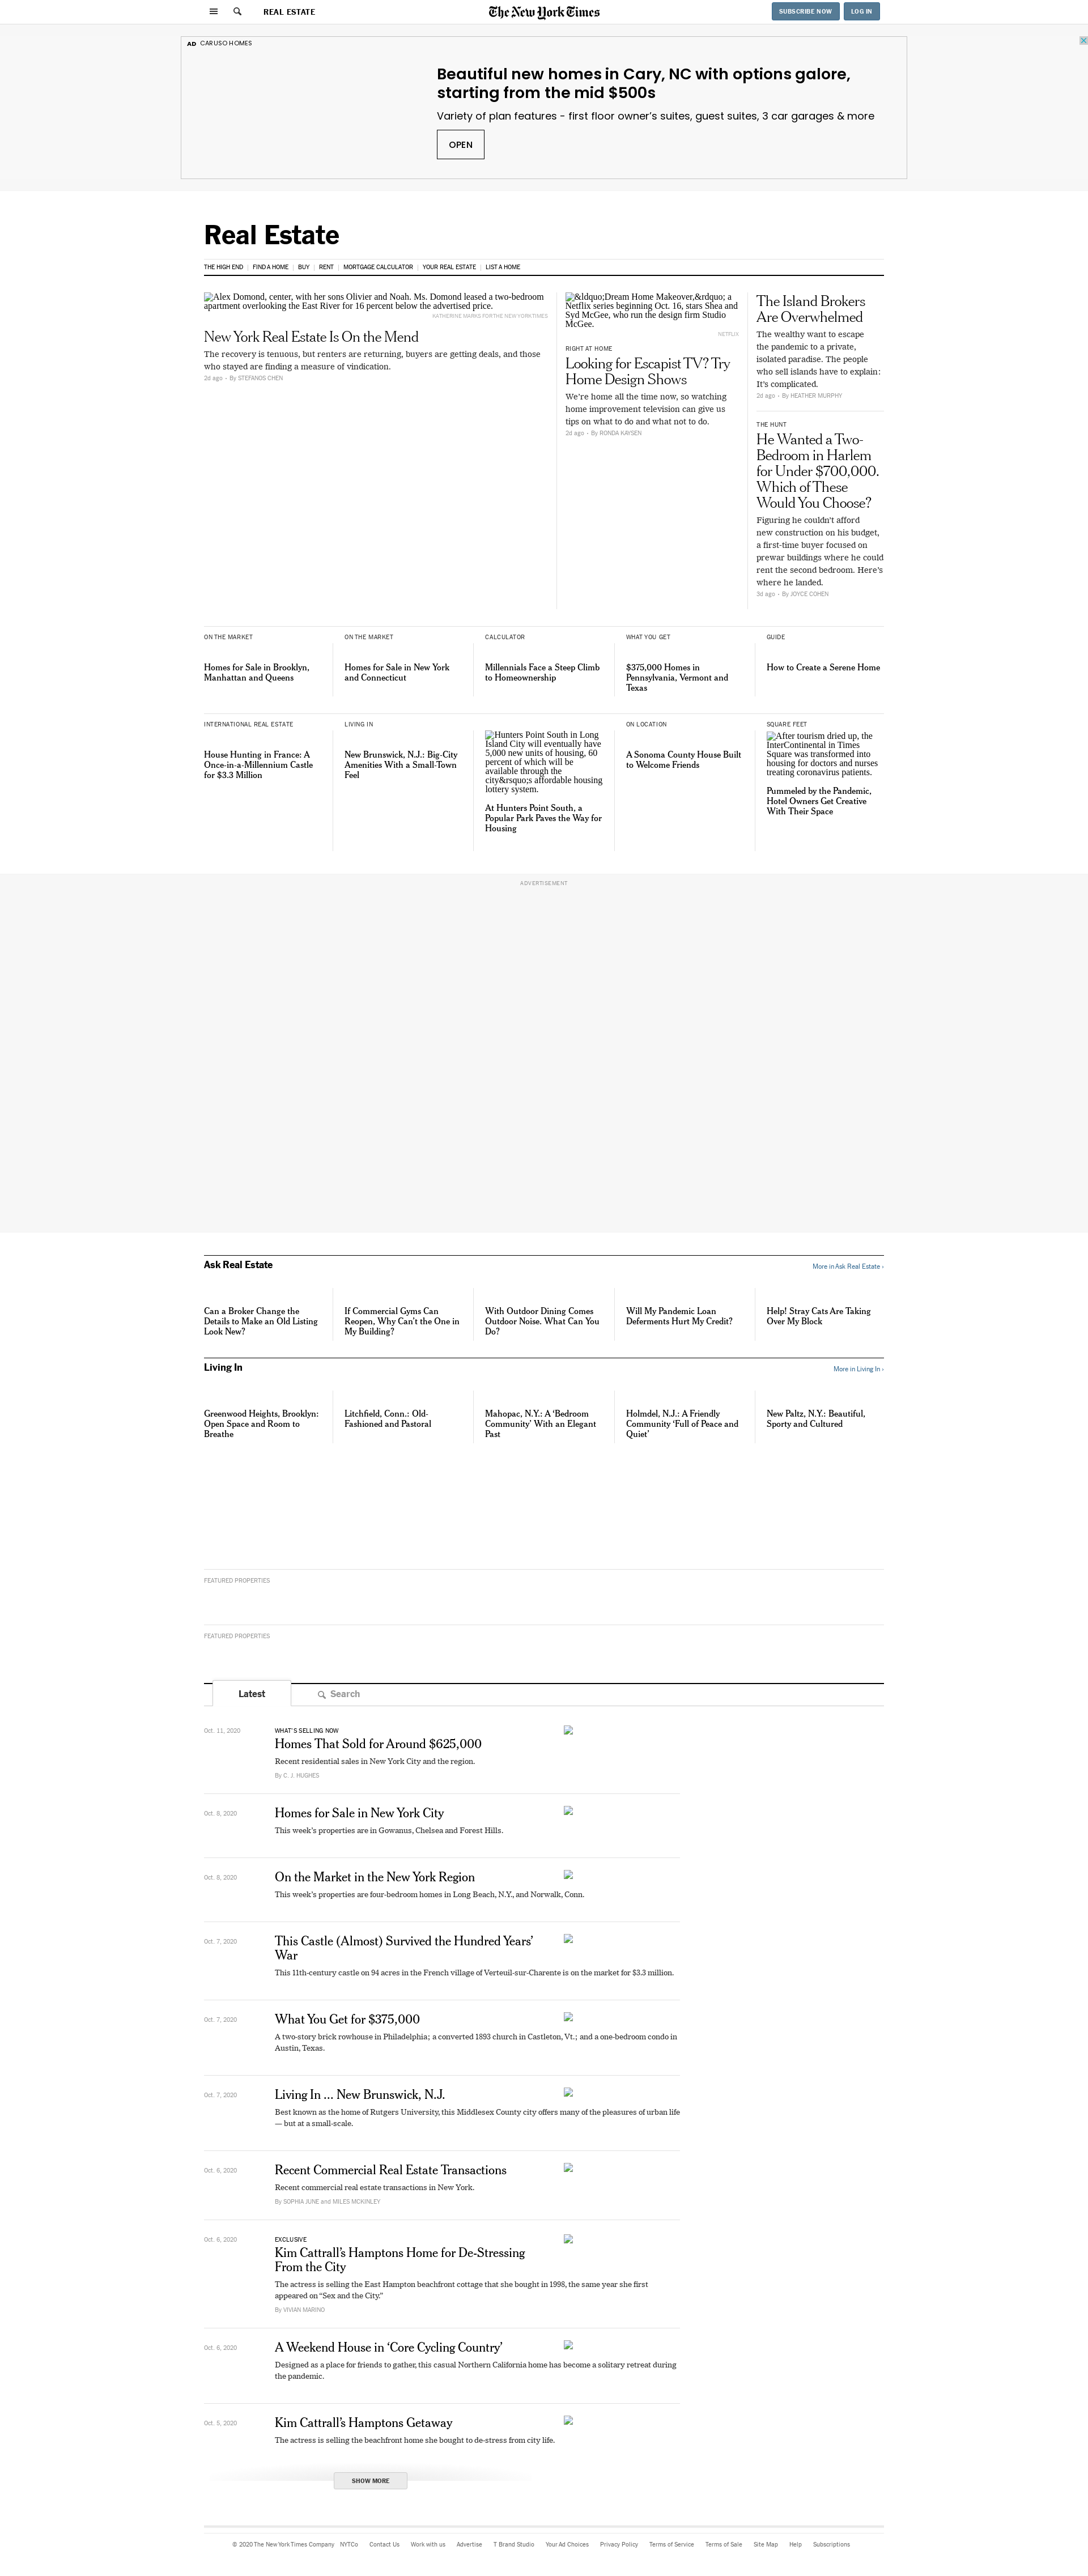 REAL ESTATE
The New York Times
SUBSCRIBE NOW
LOG IN
AD CARUSO HOMES
Beautiful new homes in Cary, NC with options galore,
starting from the mid $500s
Variety of plan features - first floor owner's suites, guest suites, 3 car garages & more
OPEN
Real Estate
THE HIGH END | FIND A HOME | BUY | RENT | MORTGAGE CALCULATOR | YOUR REAL ESTATE | LIST A HOME
Alex Domond, center, with her sons Olivier and Noah. Ms. Domond leased a two-bedroom
apartment overlooking the East River for 16 percent below the advertised price.
KATHERINE MARKS FOR THE NEW YORK TIMES
New York Real Estate Is On the Mend
The recovery is tenuous, but renters are returning, buyers are getting deals, and those
who stayed are finding a measure of vindication.
2d ago • By STEFANOS CHEN
&ldquo;Dream Home Makeover,&rdquo; a
Netflix series beginning Oct. 16, stars Shea and
Syd McGee, who run the design firm Studio
McGee.
NETFLIX
RIGHT AT HOME
Looking for Escapist TV? Try
Home Design Shows
We're home all the time now, so watching
home improvement television can give us
tips on what to do and what not to do.
2d ago • By RONDA KAYSEN
The Island Brokers
Are Overwhelmed
The wealthy want to escape
the pandemic to a private,
isolated paradise. The people
who sell islands have to explain:
It's complicated.
2d ago • By HEATHER MURPHY
THE HUNT
He Wanted a Two-
Bedroom in Harlem
for Under $700,000.
Which of These
Would You Choose?
Figuring he couldn't afford
new construction on his budget,
a first-time buyer focused on
prewar buildings where he could
rent the second bedroom. Here's
where he landed.
3d ago • By JOYCE COHEN
ON THE MARKET
Homes for Sale in Brooklyn,
Manhattan and Queens
ON THE MARKET
Homes for Sale in New York
and Connecticut
CALCULATOR
Millennials Face a Steep Climb
to Homeownership
WHAT YOU GET
$375,000 Homes in
Pennsylvania, Vermont and
Texas
GUIDE
How to Create a Serene Home
INTERNATIONAL REAL ESTATE
House Hunting in France: A
Once-in-a-Millennium Castle
for $3.3 Million
LIVING IN
New Brunswick, N.J.: Big-City
Amenities With a Small-Town
Feel
Hunters Point South in Long
Island City will eventually have
5,000 new units of housing, 60
percent of which will be
available through the
city&rsquo;s affordable housing
lottery system.
At Hunters Point South, a
Popular Park Paves the Way for
Housing
ON LOCATION
A Sonoma County House Built
to Welcome Friends
SQUARE FEET
After tourism dried up, the
InterContinental in Times
Square was transformed into
housing for doctors and nurses
treating coronavirus patients.
Pummeled by the Pandemic,
Hotel Owners Get Creative
With Their Space
ADVERTISEMENT
Ask Real Estate
More in Ask Real Estate ›
Can a Broker Change the
Details to Make an Old Listing
Look New?
If Commercial Gyms Can
Reopen, Why Can't the One in
My Building?
With Outdoor Dining Comes
Outdoor Noise. What Can You
Do?
Will My Pandemic Loan
Deferments Hurt My Credit?
Help! Stray Cats Are Taking
Over My Block
Living In
More in Living In ›
Greenwood Heights, Brooklyn:
Open Space and Room to
Breathe
Litchfield, Conn.: Old-
Fashioned and Pastoral
Mahopac, N.Y.: A 'Bedroom
Community' With an Elegant
Past
Holmdel, N.J.: A Friendly
Community 'Full of Peace and
Quiet'
New Paltz, N.Y.: Beautiful,
Sporty and Cultured
FEATURED PROPERTIES
FEATURED PROPERTIES
Latest
Search
Oct. 11, 2020
WHAT'S SELLING NOW
Homes That Sold for Around $625,000
Recent residential sales in New York City and the region.
By C. J. HUGHES
Oct. 8, 2020
Homes for Sale in New York City
This week's properties are in Gowanus, Chelsea and Forest Hills.
Oct. 8, 2020
On the Market in the New York Region
This week's properties are four-bedroom homes in Long Beach, N.Y., and Norwalk, Conn.
Oct. 7, 2020
This Castle (Almost) Survived the Hundred Years'
War
This 11th-century castle on 94 acres in the French village of Verteuil-sur-Charente is on the market for $3.3 million.
Oct. 7, 2020
What You Get for $375,000
A two-story brick rowhouse in Philadelphia; a converted 1893 church in Castleton, Vt.; and a one-bedroom condo in
Austin, Texas.
Oct. 7, 2020
Living In ... New Brunswick, N.J.
Best known as the home of Rutgers University, this Middlesex County city offers many of the pleasures of urban life
— but at a small-scale.
Oct. 6, 2020
Recent Commercial Real Estate Transactions
Recent commercial real estate transactions in New York.
By SOPHIA JUNE and MILES MCKINLEY
Oct. 6, 2020
EXCLUSIVE
Kim Cattrall's Hamptons Home for De-Stressing
From the City
The actress is selling the East Hampton beachfront cottage that she bought in 1998, the same year she first
appeared on "Sex and the City."
By VIVIAN MARINO
Oct. 6, 2020
A Weekend House in 'Core Cycling Country'
Designed as a place for friends to gather, this casual Northern California home has become a solitary retreat during
the pandemic.
Oct. 5, 2020
Kim Cattrall's Hamptons Getaway
The actress is selling the beachfront home she bought to de-stress from city life.
SHOW MORE
© 2020 The New York Times Company NYTCo Contact Us Work with us Advertise T Brand Studio Your Ad Choices Privacy Policy Terms of Service Terms of Sale Site Map Help Subscriptions